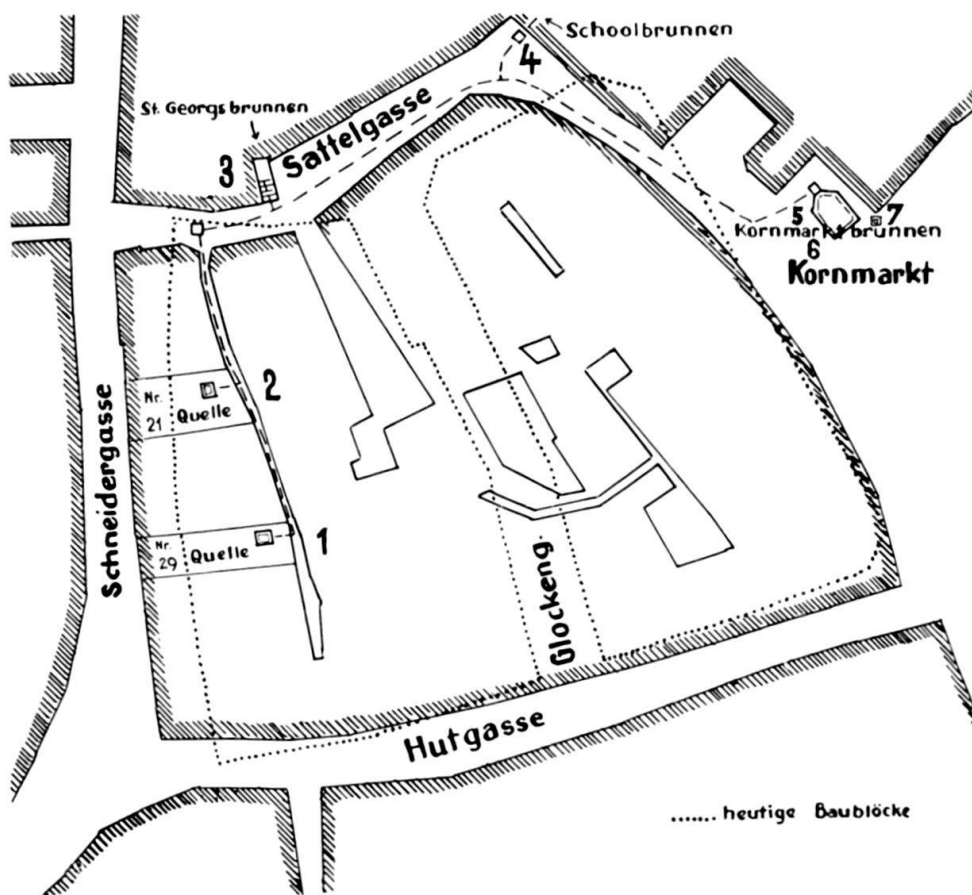 Schoolbrunnen
4
St. Georgsbrunnen
Sattelgasse
3
5
7
Kornmarktbrunnen
6
Kornmarkt
2
Nr.
21 Quelle
Schneidergasse
1
Nr.
29 Quelle
Glockeng
Hutgasse
....... heutige Baublöcke